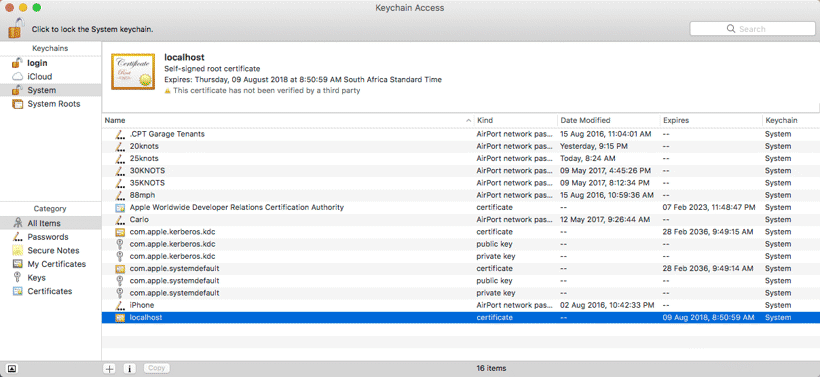 Keychain Access
Click to lock the System keychain.
Search
Keychains
login
iCloud
System
System Roots
localhost
Self-signed root certificate
Expires: Thursday, 09 August 2018 at 8:50:59 AM South Africa Standard Time
This certificate has not been verified by a third party
Name Kind Date Modified Expires Keychain
.CPT Garage Tenants AirPort network pas... 15 Aug 2016, 11:04:01 AM -- System
20knots AirPort network pas... Yesterday, 9:15 PM -- System
25knots AirPort network pas... Today, 8:24 AM -- System
30KNOTS AirPort network pas... 09 May 2017, 4:45:26 PM -- System
35KNOTS AirPort network pas... 09 May 2017, 8:12:34 PM -- System
88mph AirPort network pas... 15 Aug 2016, 10:59:36 AM -- System
Apple Worldwide Developer Relations Certification Authority certificate -- 07 Feb 2023, 11:48:47 PM System
Carlo AirPort network pas... 12 May 2017, 9:26:44 AM -- System
com.apple.kerberos.kdc certificate -- 28 Feb 2036, 9:49:15 AM System
com.apple.kerberos.kdc public key -- -- System
com.apple.kerberos.kdc private key -- -- System
com.apple.systemdefault certificate -- 28 Feb 2036, 9:49:14 AM System
com.apple.systemdefault public key -- -- System
com.apple.systemdefault private key -- -- System
iPhone AirPort network pas... 02 Aug 2016, 10:42:33 PM -- System
localhost certificate -- 09 Aug 2018, 8:50:59 AM System
Category
All Items
Passwords
Secure Notes
My Certificates
Keys
Certificates
Copy
16 items